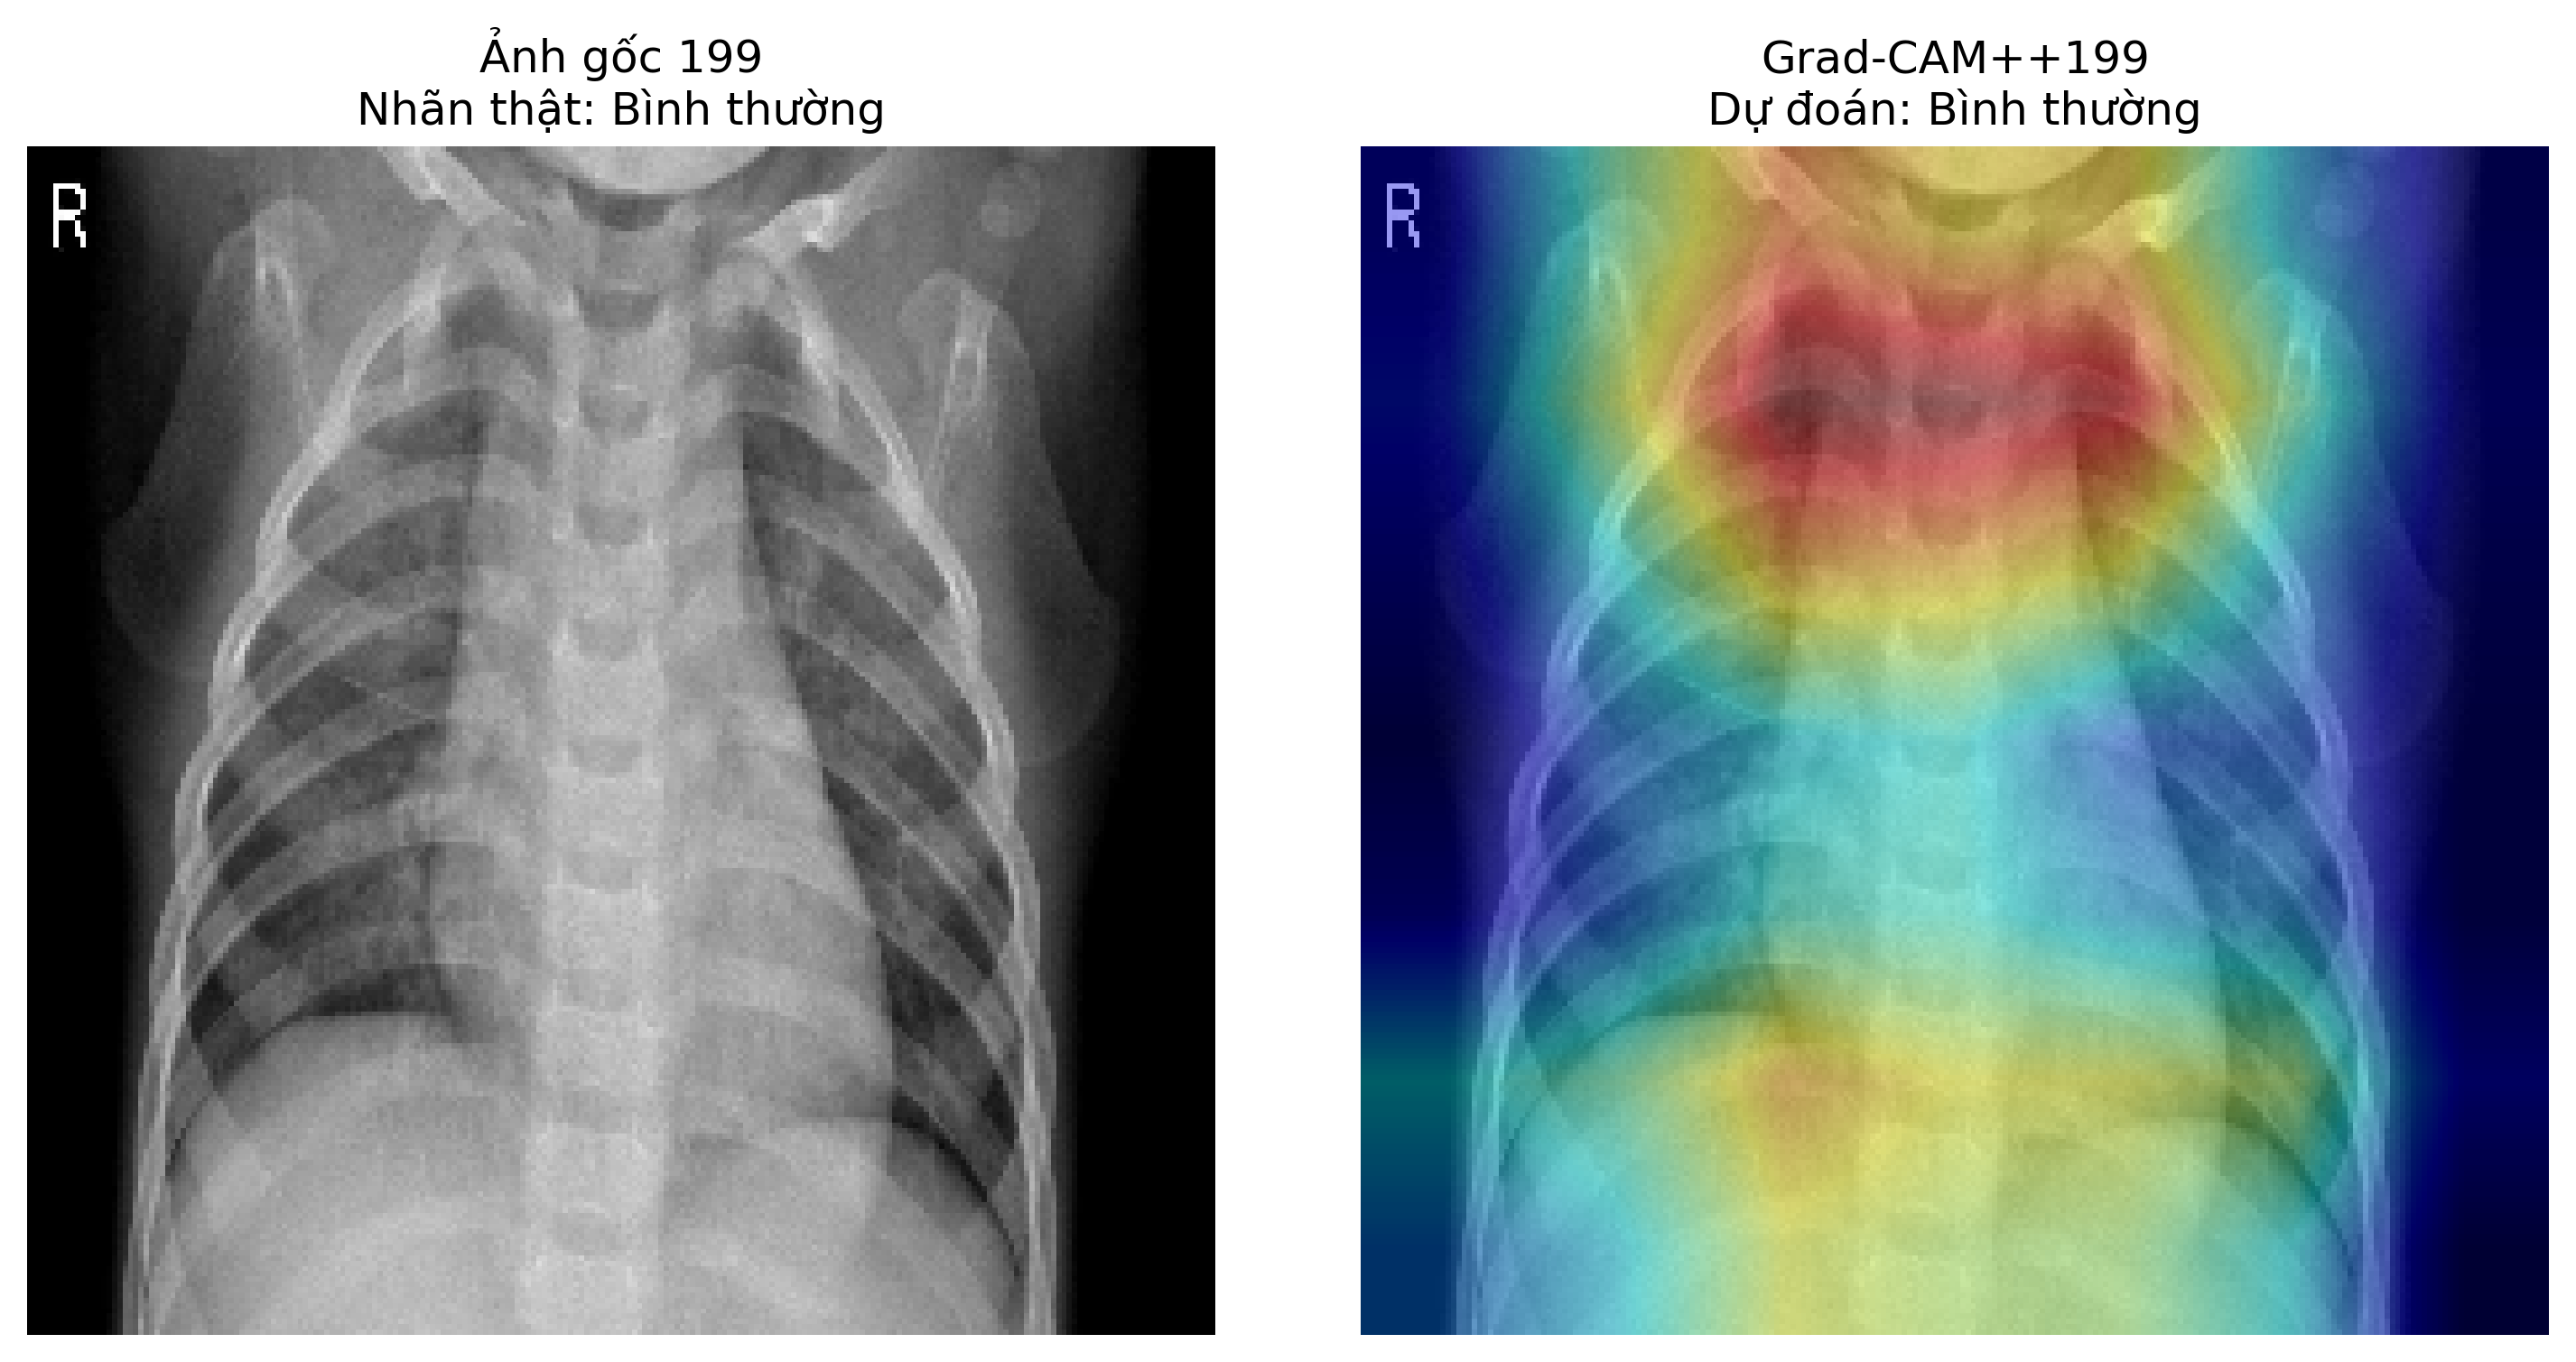 Ảnh gốc 199
Nhãn thật: Bình thường
R
Grad-CAM++199
Dự đoán: Bình thường
R